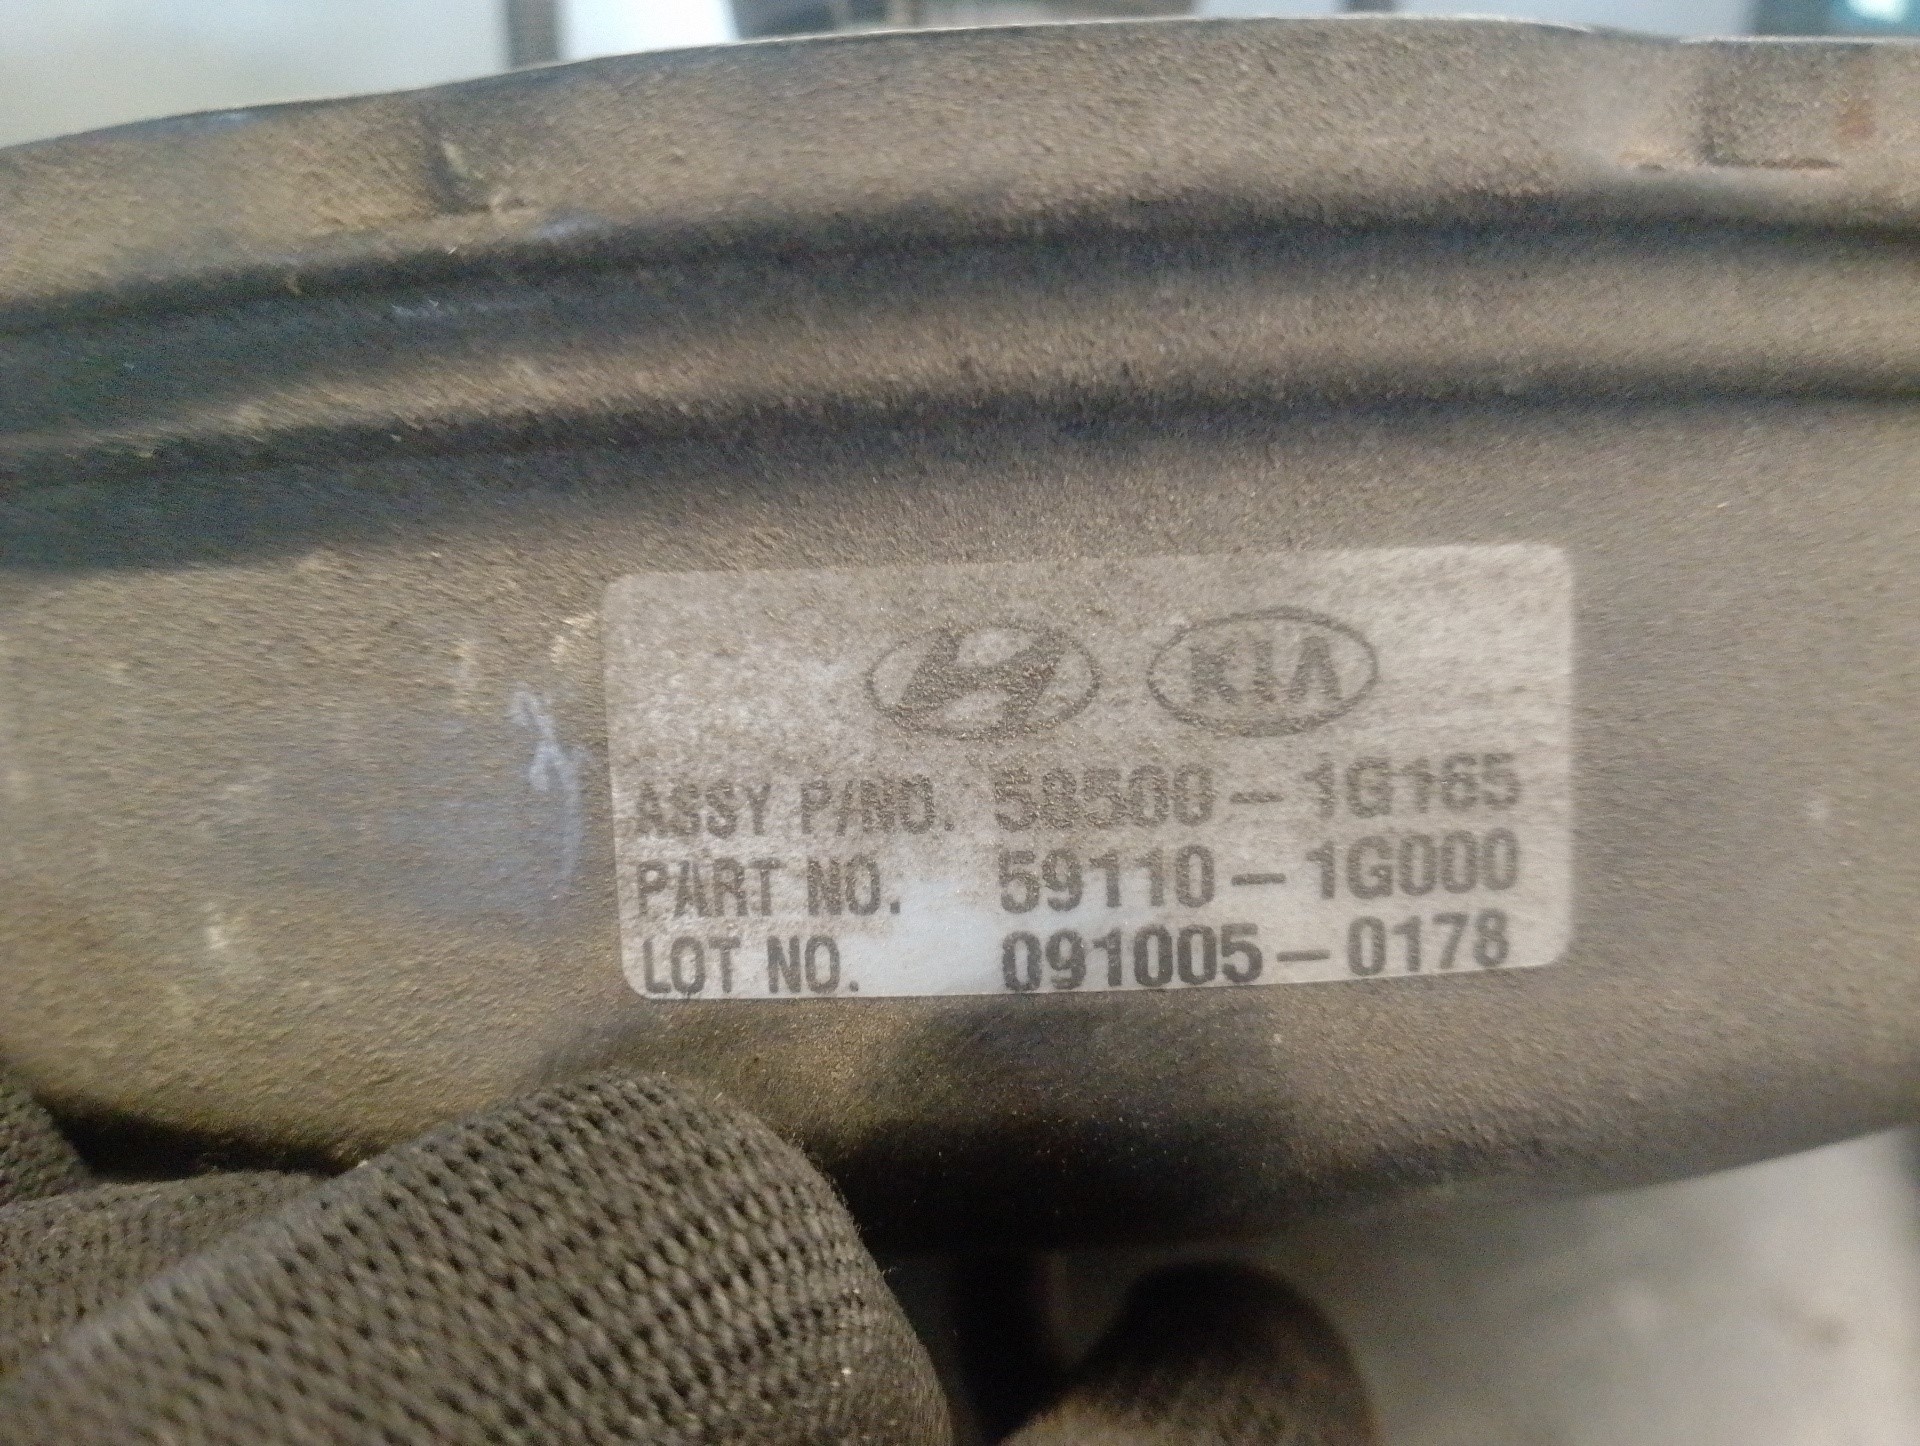 KIA
ASSY P/NO. 58500-1G165
PART NO. 59110-1G000
LOT NO. 091005-0178